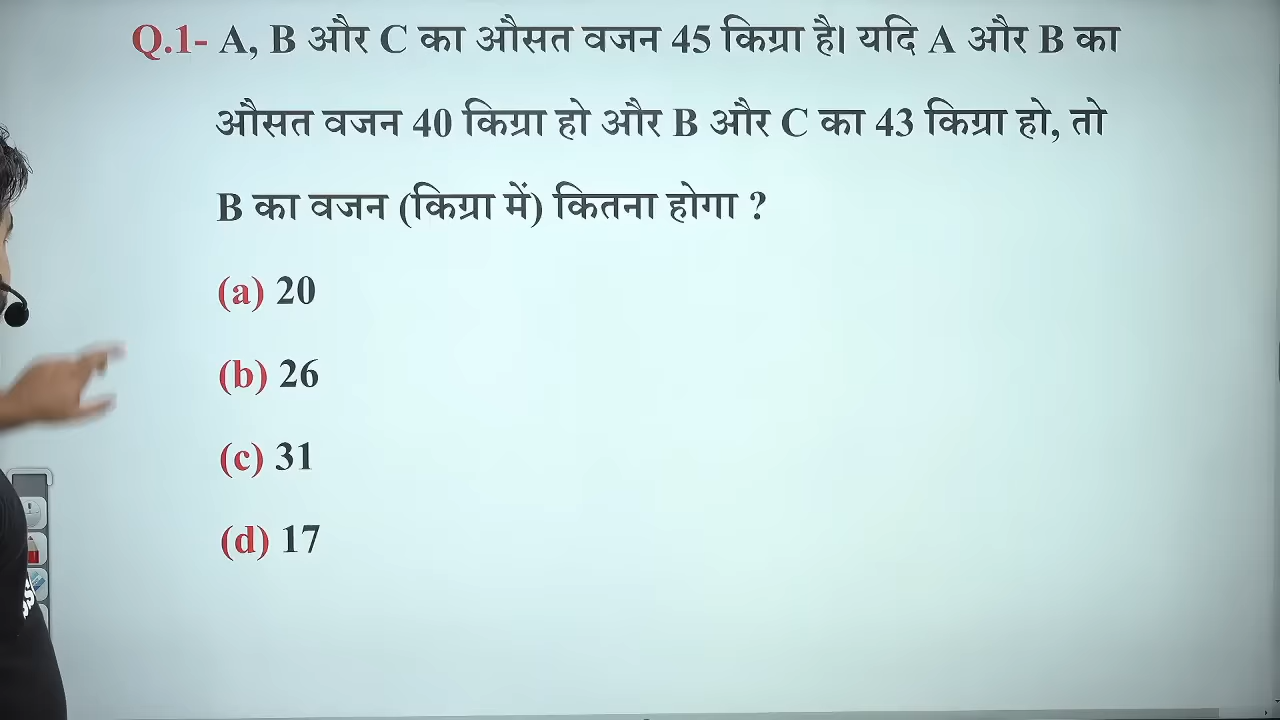 Q.1- A, B और C का औसत वजन 45 किग्रा है। यदि A और B का
औसत वजन 40 किग्रा हो और B और C का 43 किग्रा हो, तो
B का वजन (किग्रा में) कितना होगा ?
(a) 20
(b) 26
(c) 31
(d) 17